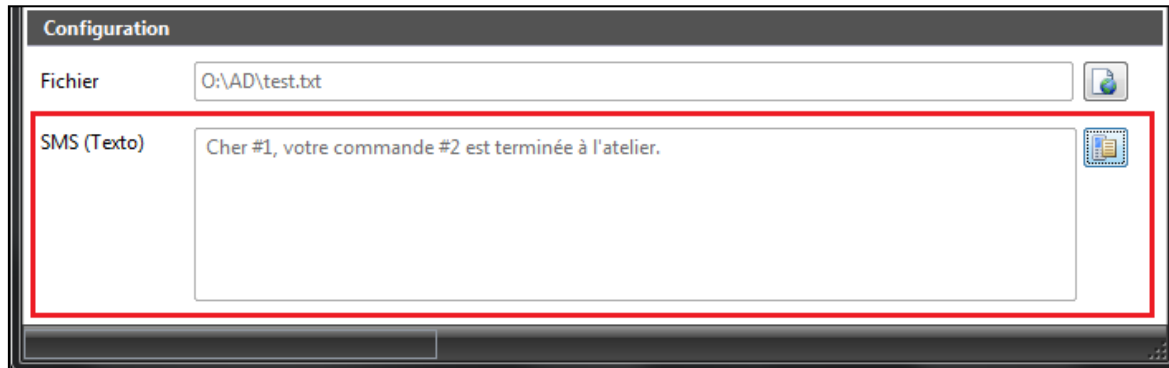 Configuration
Fichier O:\AD\test.txt
SMS (Texto) Cher #1, votre commande #2 est terminée à l'atelier.